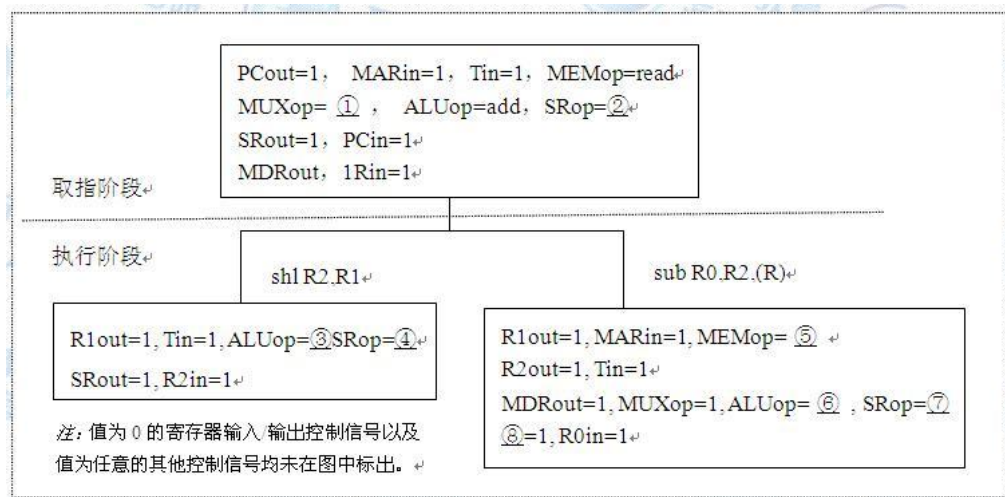 PCout=1， MARin=1，Tin=1，MEMop=read
MUXop= ① ， ALUop=add，SRop=②
SRout=1，PCin=1
MDRout，1Rin=1
取指阶段
执行阶段
shl R2,R1
sub R0,R2,(R)
R1out=1,Tin=1,ALUop=③SRop=④
SRout=1,R2in=1
R1out=1,MARin=1,MEMop= ⑤
R2out=1,Tin=1
MDRout=1,MUXop=1,ALUop= ⑥ ,SRop=⑦
⑧=1,R0in=1
注：值为 0 的寄存器输入/输出控制信号以及
值为任意的其他控制信号均未在图中标出。